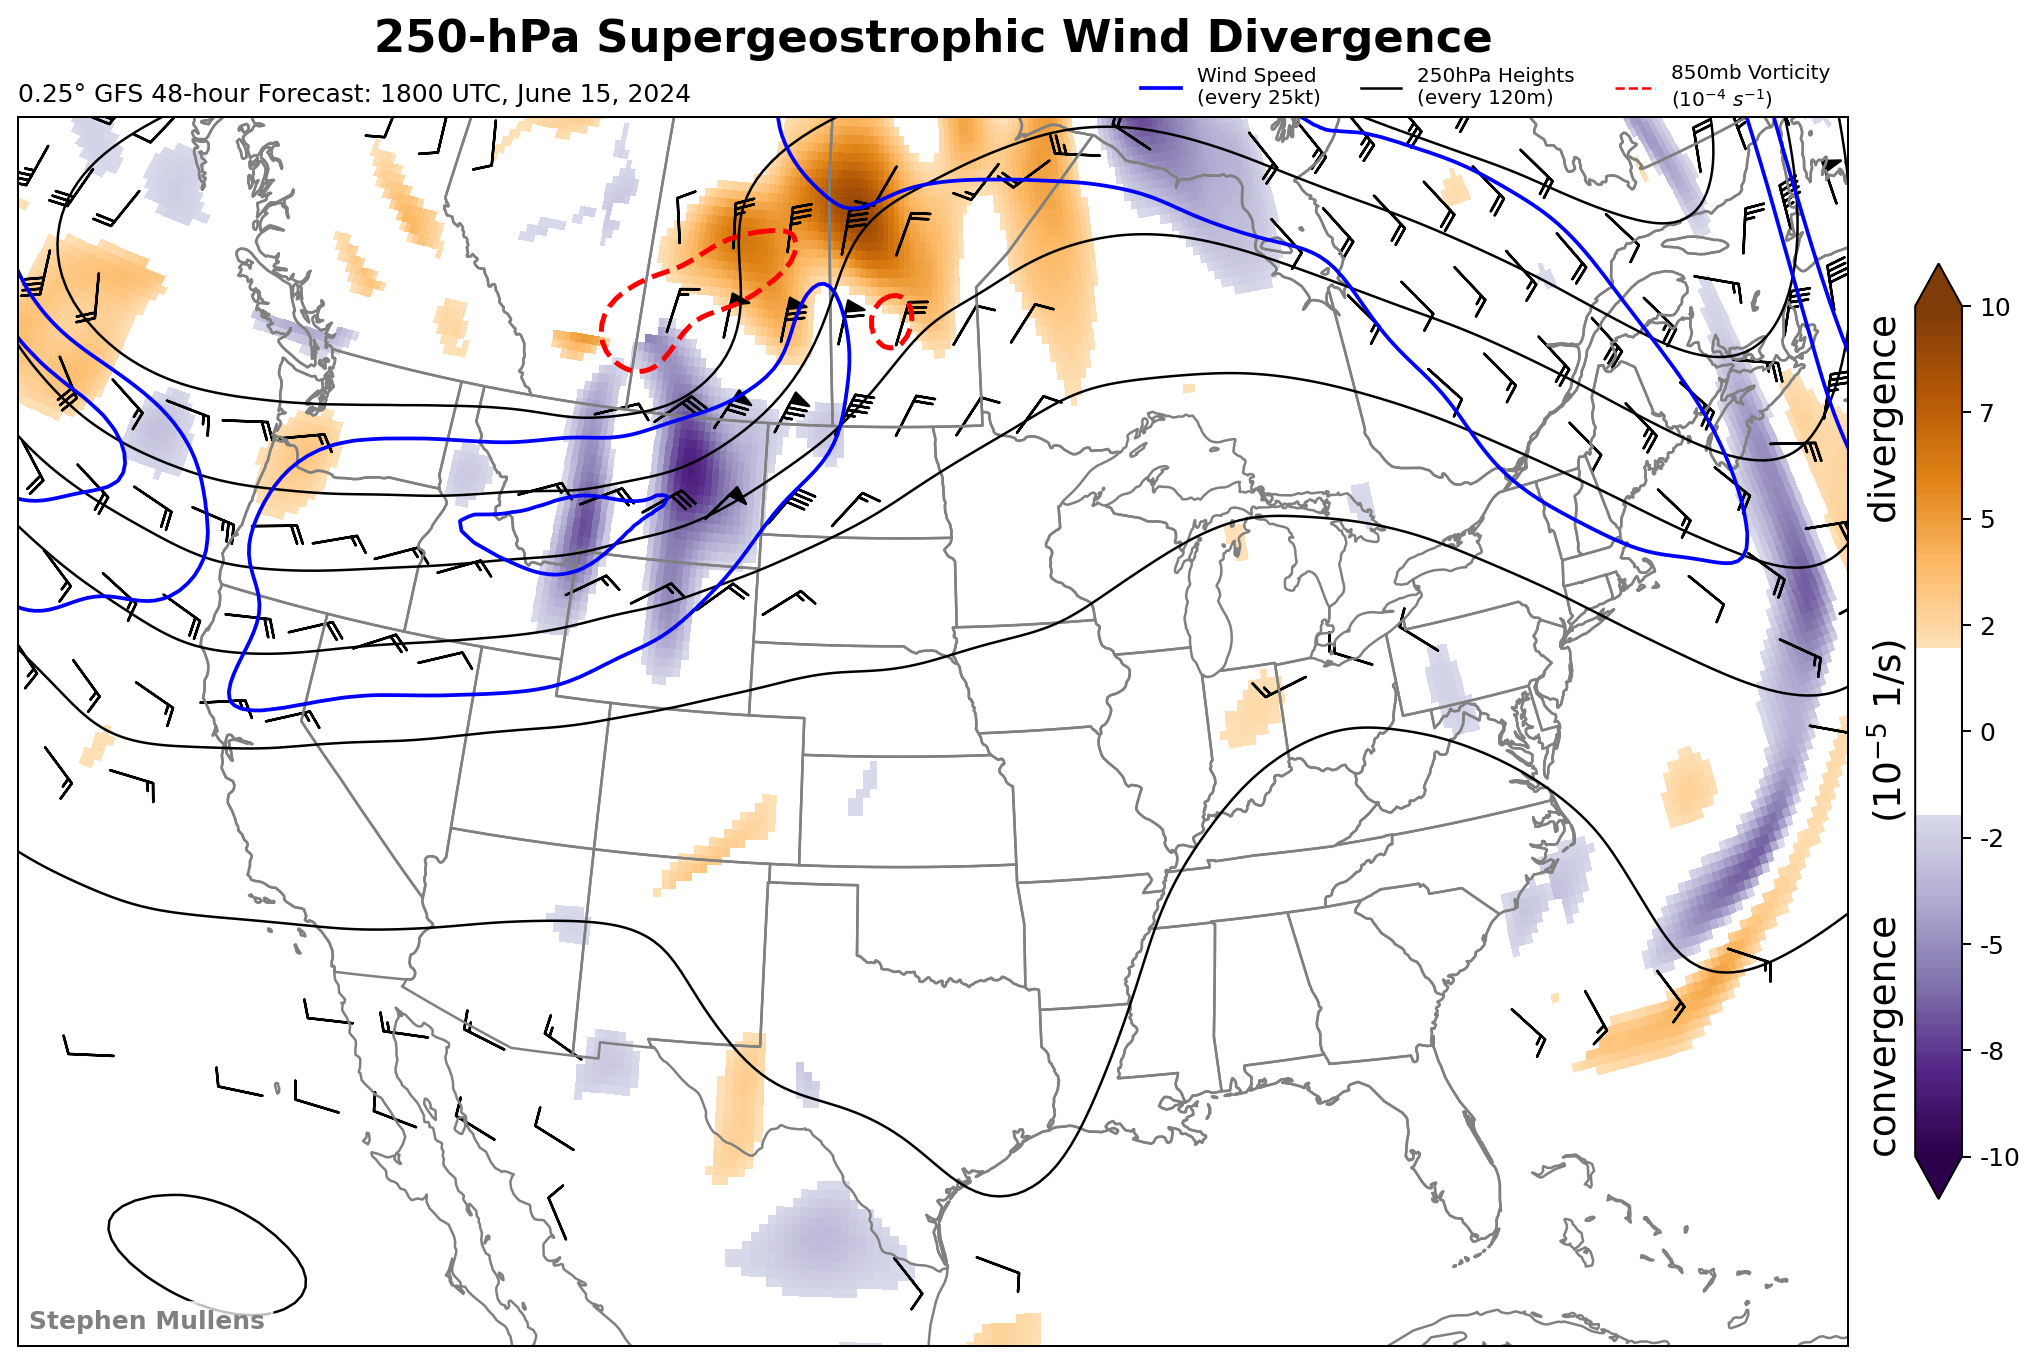 250-hPa Supergeostrophic Wind Divergence
0.25° GFS 48-hour Forecast: 1800 UTC, June 15, 2024
Wind Speed
(every 25kt)
250hPa Heights
(every 120m)
850mb Vorticity
(10⁻⁴ s⁻¹)
10
7
5
2
0
-2
-5
-8
-10
convergence (10⁻⁵ 1/s) divergence
Stephen Mullens